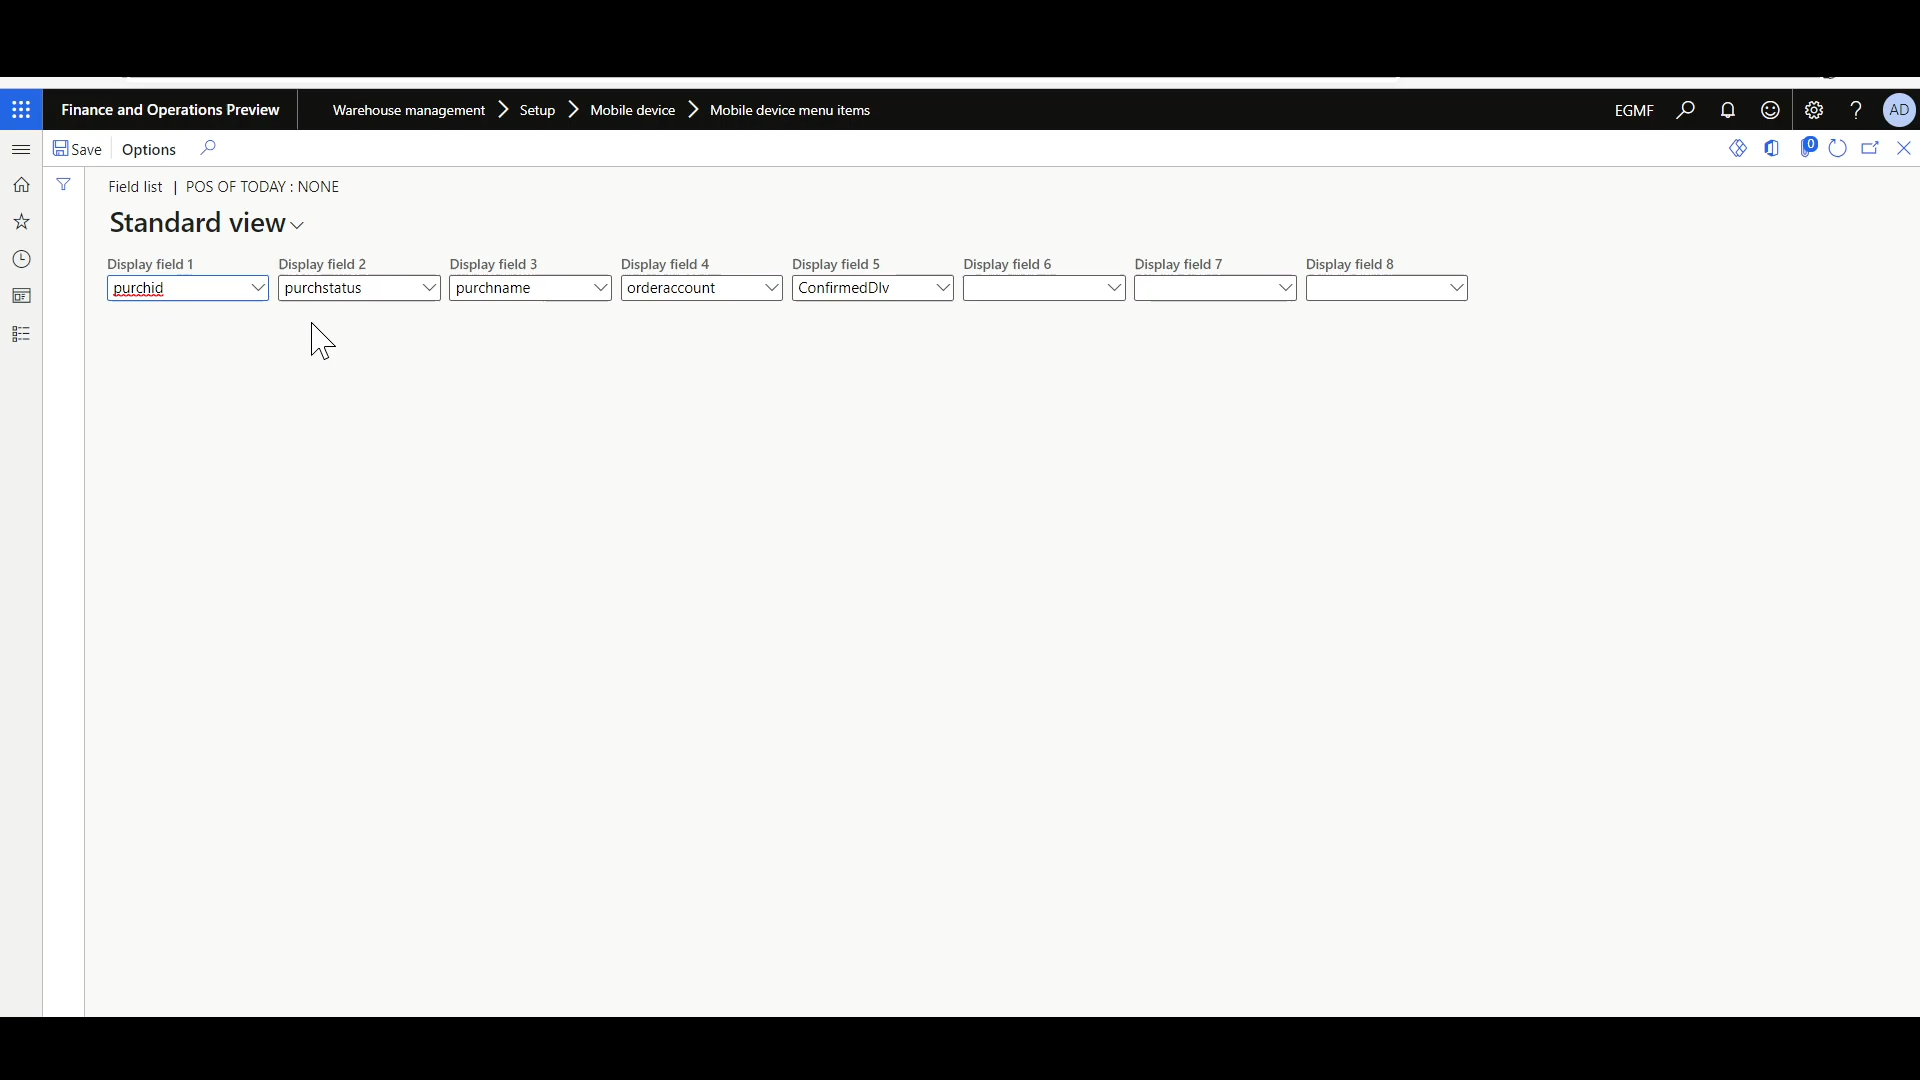 Finance and Operations Preview
Warehouse management > Setup > Mobile device > Mobile device menu items
EGMF
?
AD
Save
Options
0
Field list | POS OF TODAY : NONE
Standard view
Display field 1 Display field 2 Display field 3 Display field 4 Display field 5 Display field 6 Display field 7 Display field 8
purchid purchstatus purchname orderaccount ConfirmedDlv